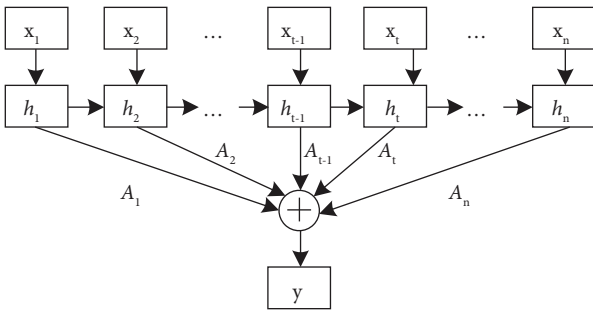 x₁ x₂ ... xₜ₋₁ xₜ ... xₙ
h₁ h₂ ... hₜ₋₁ hₜ ... hₙ
A₂ Aₜ₋₁ Aₜ
A₁ Aₙ
+
y